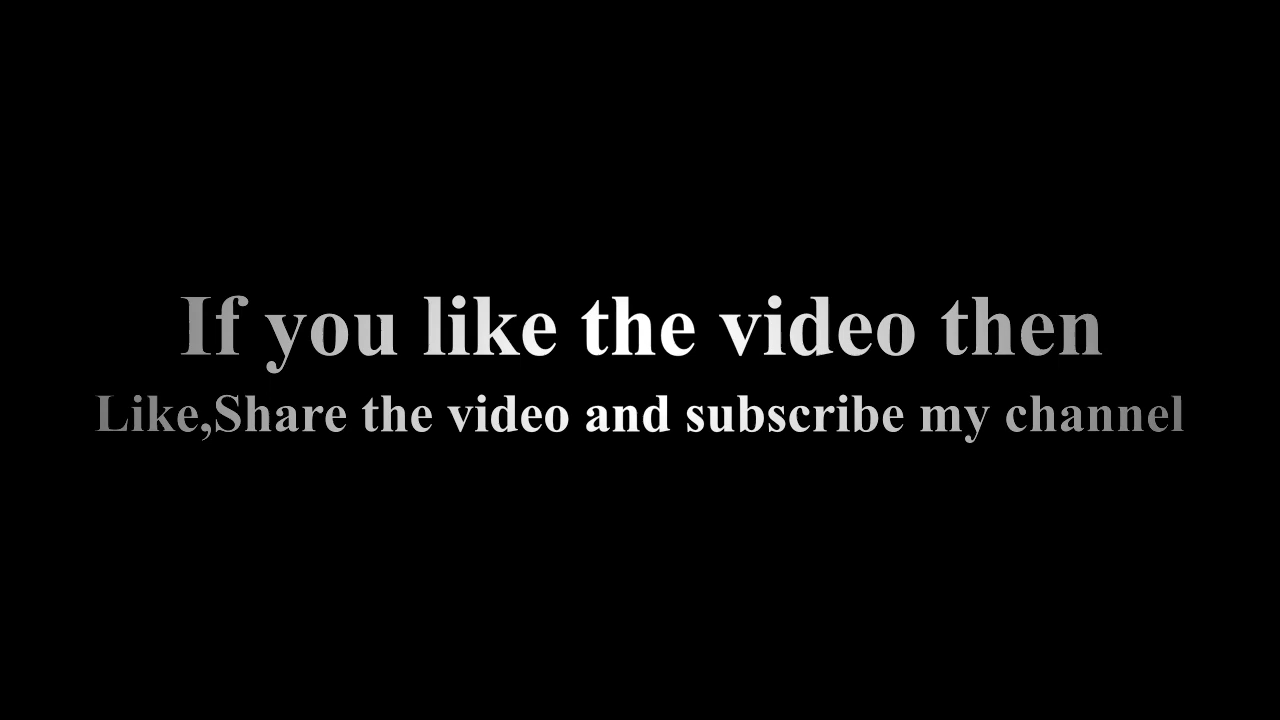 If you like the video then
Like,Share the video and subscribe my channel